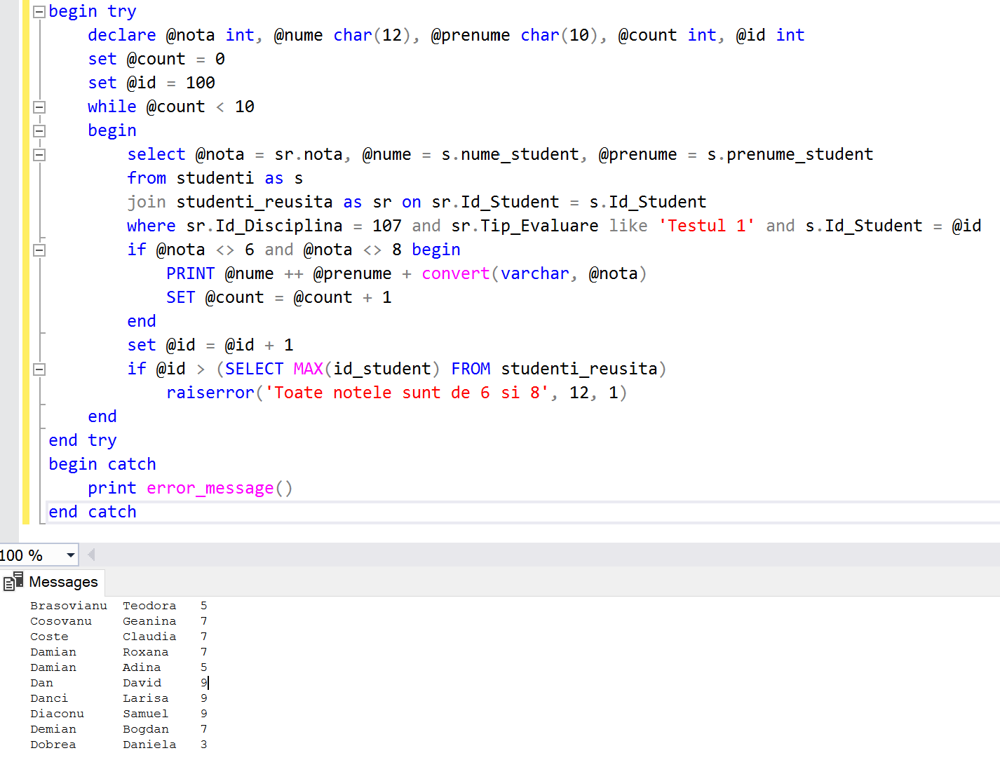 begin try
declare @nota int, @nume char(12), @prenume char(10), @count int, @id int
set @count = 0
set @id = 100
while @count < 10
begin
select @nota = sr.nota, @nume = s.nume_student, @prenume = s.prenume_student
from studenti as s
join studenti_reusita as sr on sr.Id_Student = s.Id_Student
where sr.Id_Disciplina = 107 and sr.Tip_Evaluare like 'Testul 1' and s.Id_Student = @id
if @nota <> 6 and @nota <> 8 begin
PRINT @nume ++ @prenume + convert(varchar, @nota)
SET @count = @count + 1
end
set @id = @id + 1
if @id > (SELECT MAX(id_student) FROM studenti_reusita)
raiserror('Toate notele sunt de 6 si 8', 12, 1)
end
end try
begin catch
print error_message()
end catch
100 %
Messages
Brasovianu Teodora 5
Cosovanu Geanina 7
Coste Claudia 7
Damian Roxana 7
Damian Adina 5
Dan David 9
Danci Larisa 9
Diaconu Samuel 9
Demian Bogdan 7
Dobrea Daniela 3